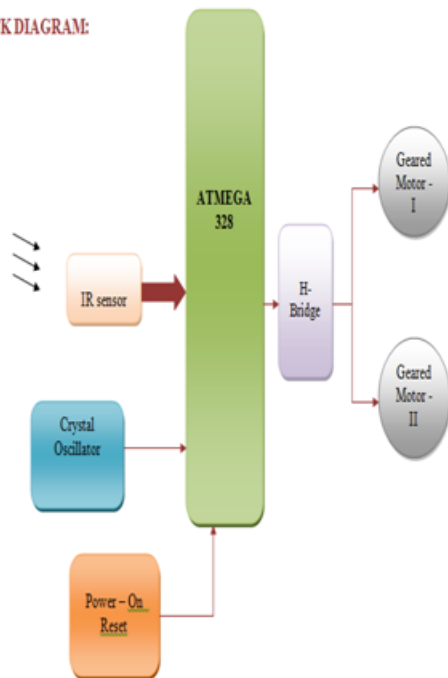 DIAGRAM:
ATMEGA
328
IR sensor
H-
Bridge
Geared
Motor -
I
Geared
Motor -
II
Crystal
Oscillator
Power – On
Reset